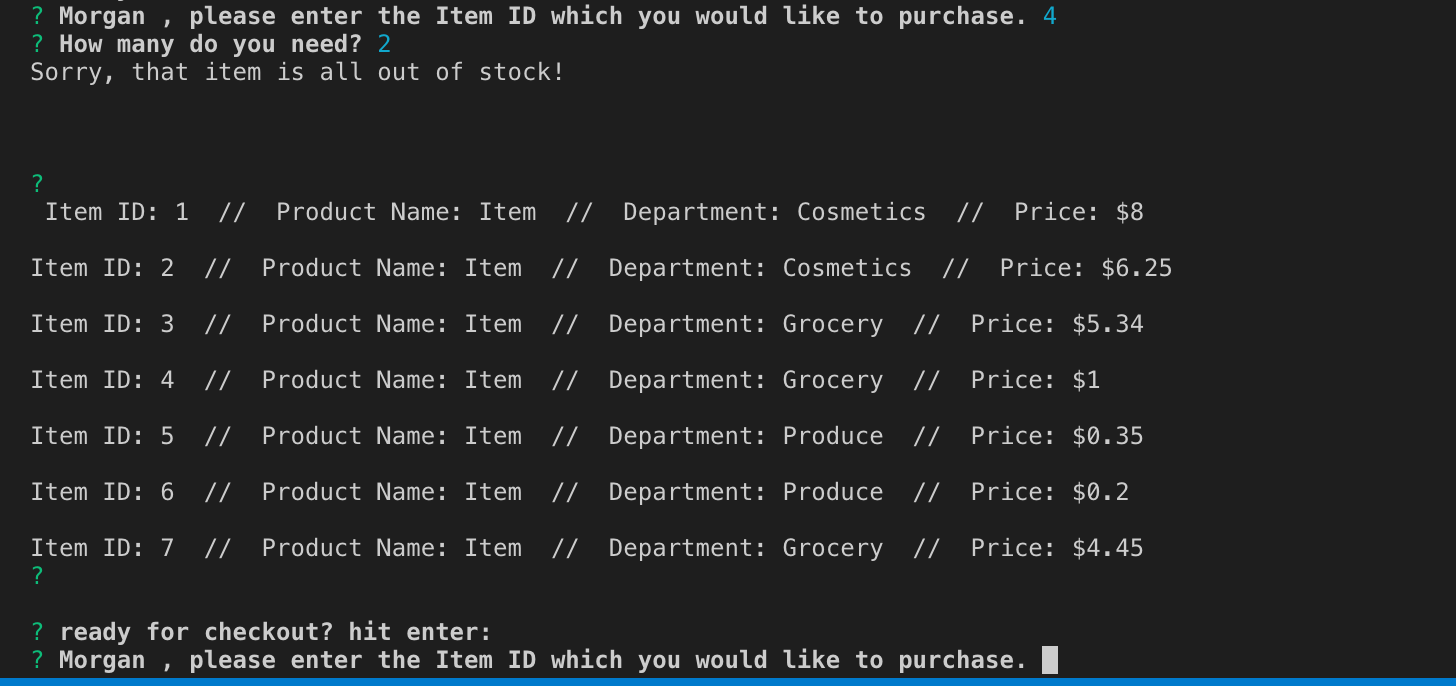 ? Morgan , please enter the Item ID which you would like to purchase. 4
? How many do you need? 2
Sorry, that item is all out of stock!
?
Item ID: 1  //  Product Name: Item  //  Department: Cosmetics  //  Price: $8
Item ID: 2  //  Product Name: Item  //  Department: Cosmetics  //  Price: $6.25
Item ID: 3  //  Product Name: Item  //  Department: Grocery  //  Price: $5.34
Item ID: 4  //  Product Name: Item  //  Department: Grocery  //  Price: $1
Item ID: 5  //  Product Name: Item  //  Department: Produce  //  Price: $0.35
Item ID: 6  //  Product Name: Item  //  Department: Produce  //  Price: $0.2
Item ID: 7  //  Product Name: Item  //  Department: Grocery  //  Price: $4.45
?
? ready for checkout? hit enter:
? Morgan , please enter the Item ID which you would like to purchase.